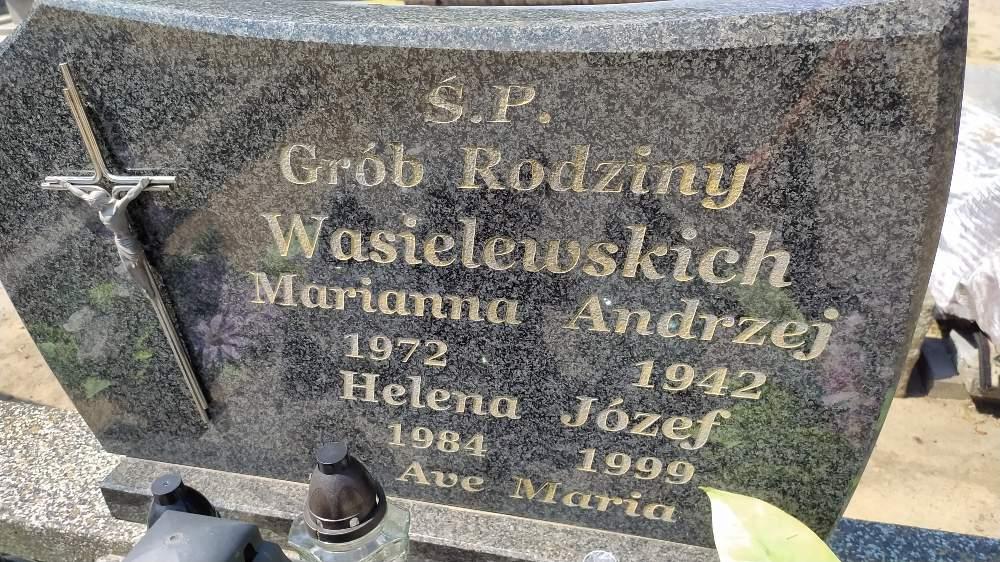 Ś.P.
Grób Rodziny
Wasielewskich
Marianna Andrzej
1972 1942
Helena Józef
1984 1999
Ave Maria